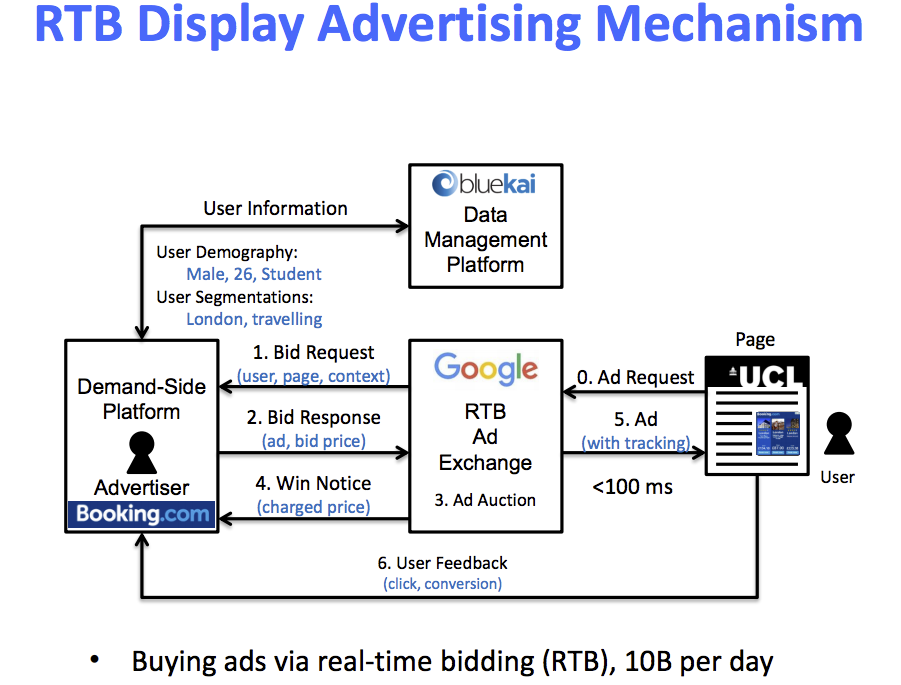 RTB Display Advertising Mechanism
bluekai
Data
Management
Platform
User Information
User Demography:
Male, 26, Student
User Segmentations:
London, travelling
Demand-Side
Platform
Advertiser
Booking.com
1. Bid Request
(user, page, context)
2. Bid Response
(ad, bid price)
4. Win Notice
(charged price)
Google
RTB
Ad
Exchange
3. Ad Auction
0. Ad Request
5. Ad
(with tracking)
<100 ms
Page
UCL
Booking.com
User
6. User Feedback
(click, conversion)
• Buying ads via real-time bidding (RTB), 10B per day